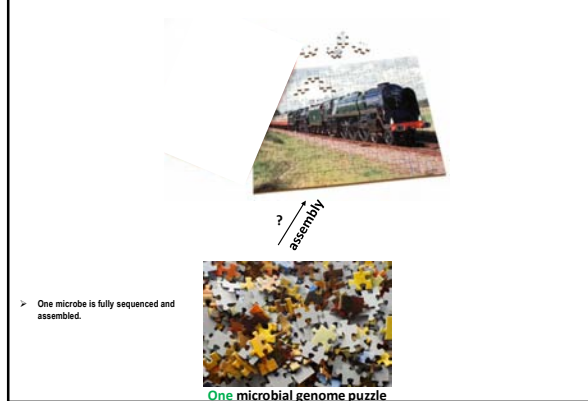 ?
assembly
➢ One microbe is fully sequenced and
assembled.
One microbial genome puzzle